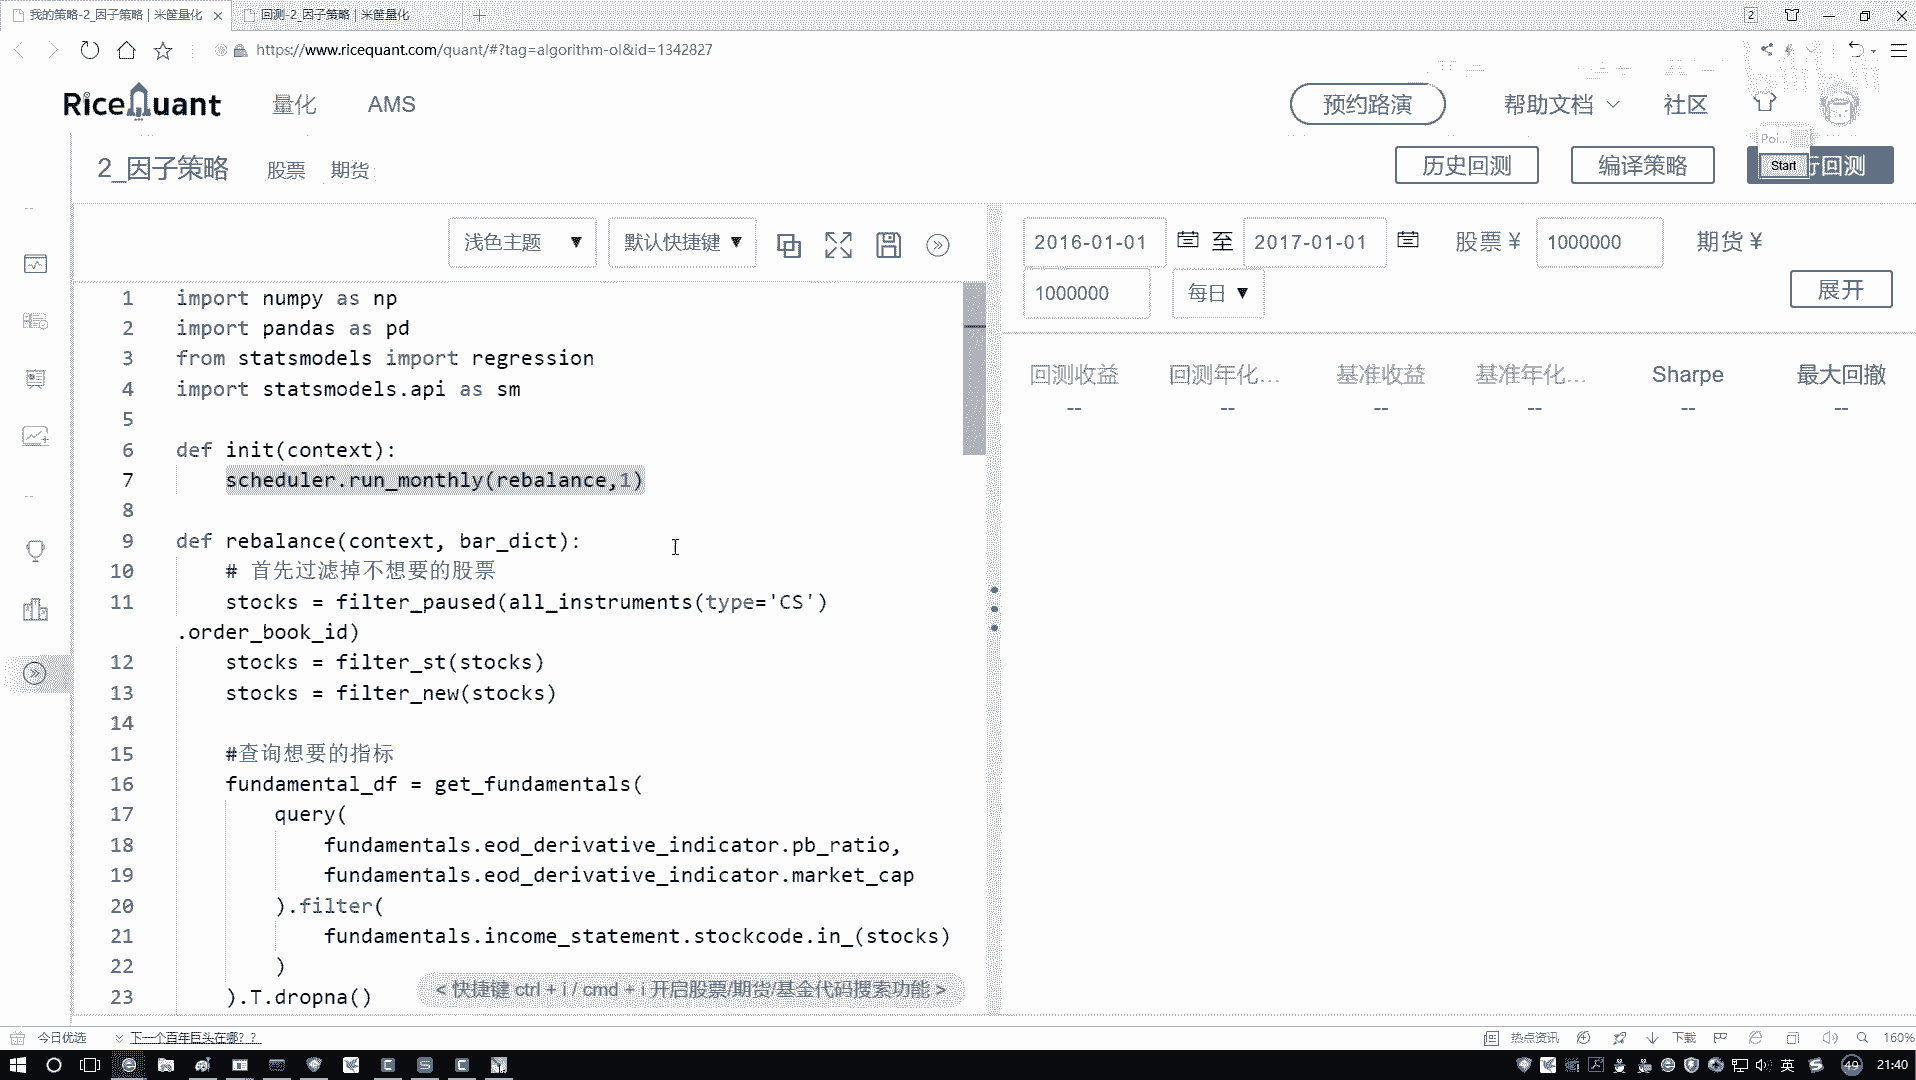 我的策略-2_因子策略 | 米筐量化
回测-2_因子策略 | 米筐量化
2
https://www.ricequant.com/quant/#?tag=algorithm-ol&id=1342827
RiceQuant 量化 AMS 预约路演 帮助文档 社区
Poi...
2_因子策略 股票 期货 历史回测 编译策略 Start 行回测
浅色主题 ▼ 默认快捷键 ▼
2016-01-01 至 2017-01-01 股票 ¥ 1000000 期货 ¥
1000000 每日 ▼ 展开
回测收益 回测年化... 基准收益 基准年化... Sharpe 最大回撤
-- -- -- -- -- --
1 import numpy as np
2 import pandas as pd
3 from statsmodels import regression
4 import statsmodels.api as sm
5
6 def init(context):
7 scheduler.run_monthly(rebalance,1)
8
9 def rebalance(context, bar_dict):
10 # 首先过滤掉不想要的股票
11 stocks = filter_paused(all_instruments(type='CS')
.order_book_id)
12 stocks = filter_st(stocks)
13 stocks = filter_new(stocks)
14
15 #查询想要的指标
16 fundamental_df = get_fundamentals(
17 query(
18 fundamentals.eod_derivative_indicator.pb_ratio,
19 fundamentals.eod_derivative_indicator.market_cap
20 ).filter(
21 fundamentals.income_statement.stockcode.in_(stocks)
22 )
23 ).T.dropna()
< 快捷键 ctrl + i / cmd + i 开启股票/期货/基金代码搜索功能 >
今日优选 下一个百年巨头在哪？？ 热点资讯 下载 160%
英 49 21:40